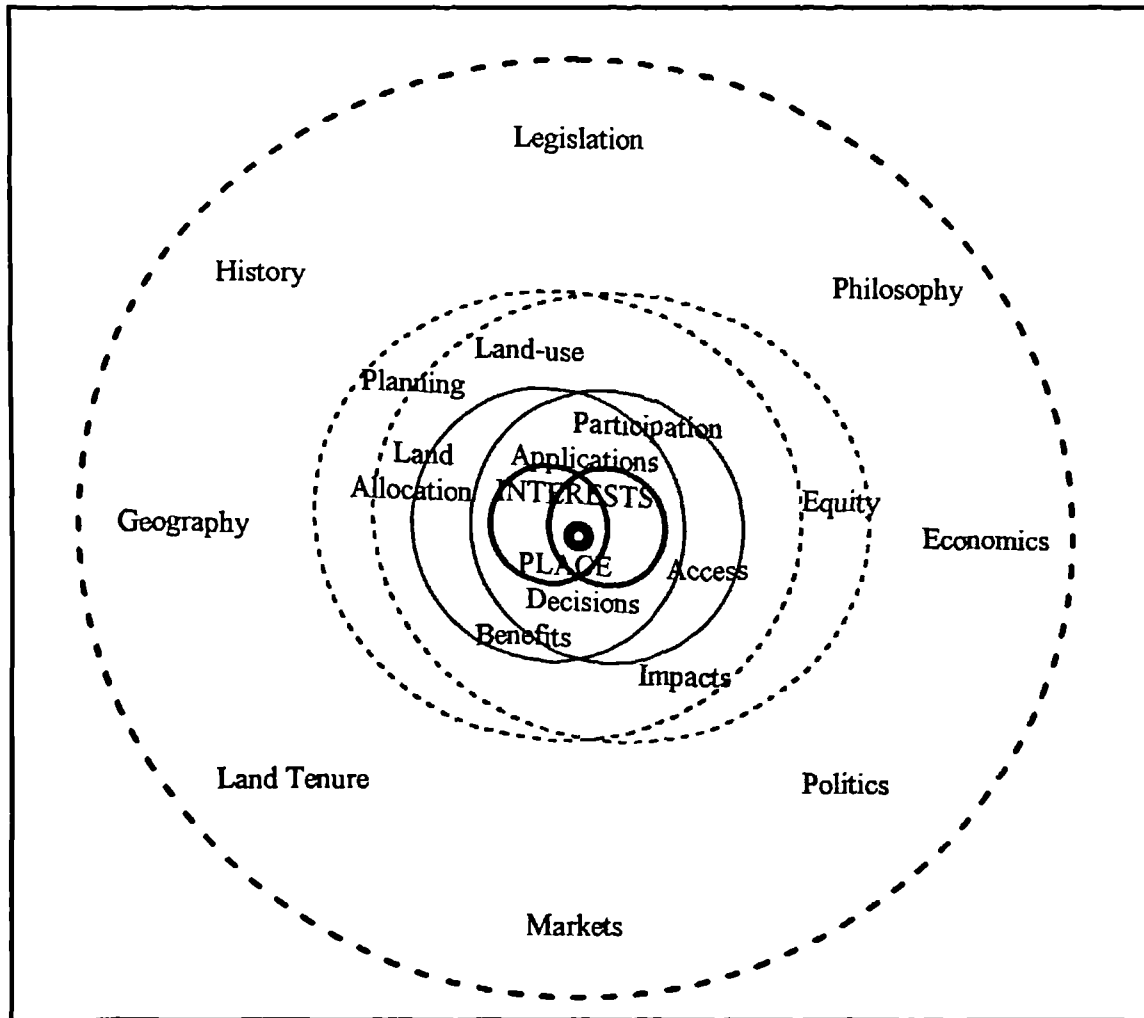 Legislation
History
Philosophy
Land-use
Planning
Participation
Land
Applications
Allocation
INTERESTS
Equity
Geography
Economics
PLACE
Access
Decisions
Benefits
Impacts
Land Tenure
Politics
Markets